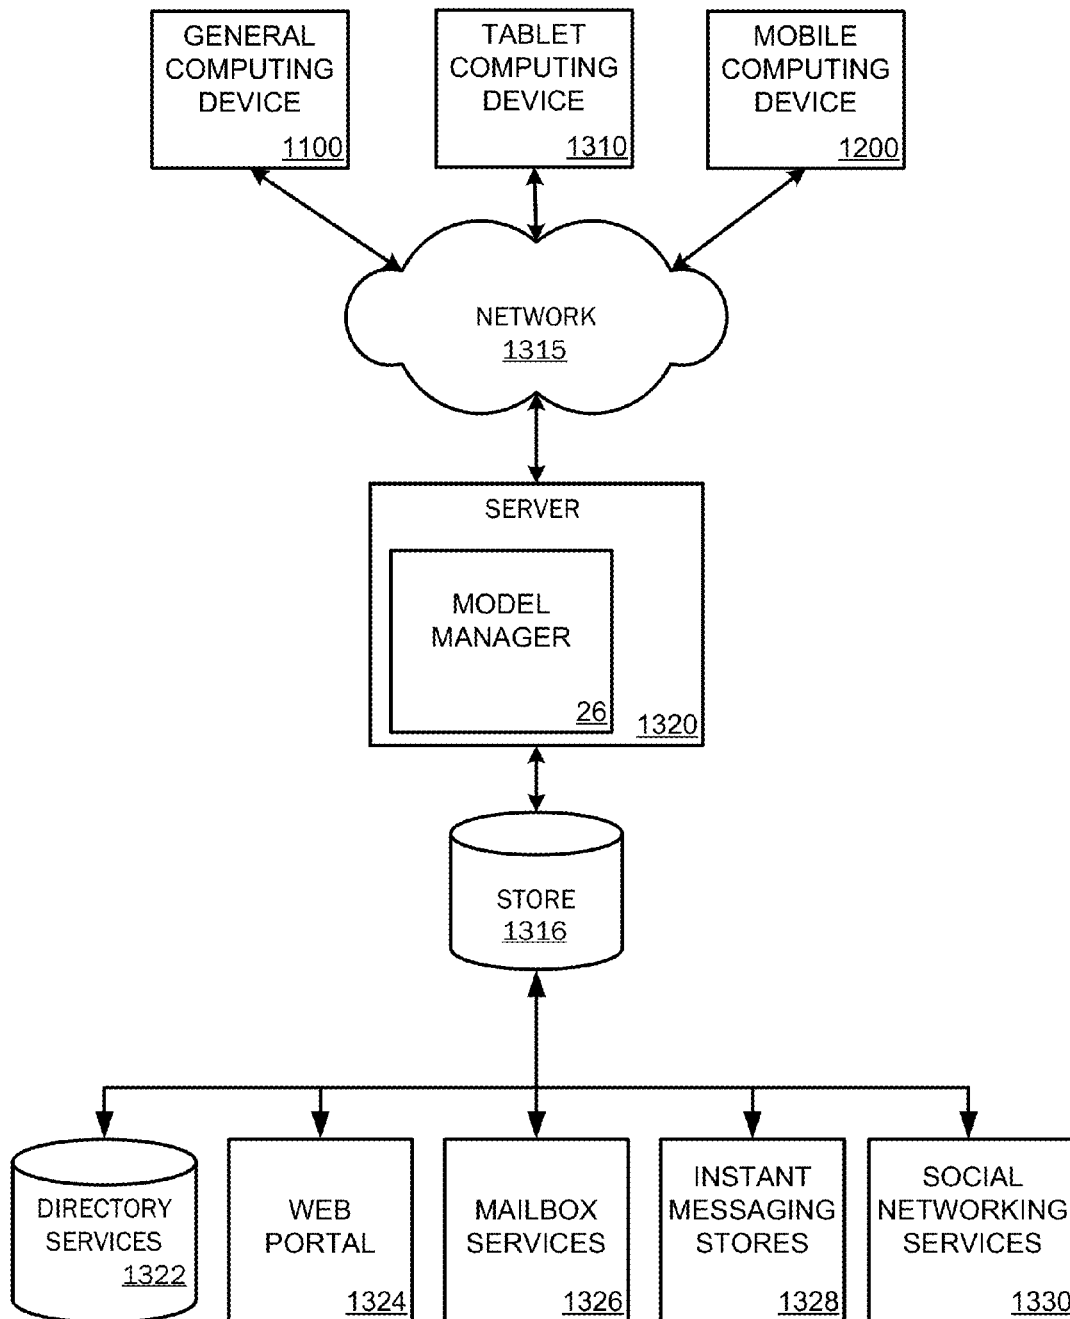 GENERAL
COMPUTING
DEVICE
1100
TABLET
COMPUTING
DEVICE
1310
MOBILE
COMPUTING
DEVICE
1200
NETWORK
1315
SERVER
MODEL
MANAGER
26
1320
STORE
1316
DIRECTORY
SERVICES
1322
WEB
PORTAL
1324
MAILBOX
SERVICES
1326
INSTANT
MESSAGING
STORES
1328
SOCIAL
NETWORKING
SERVICES
1330